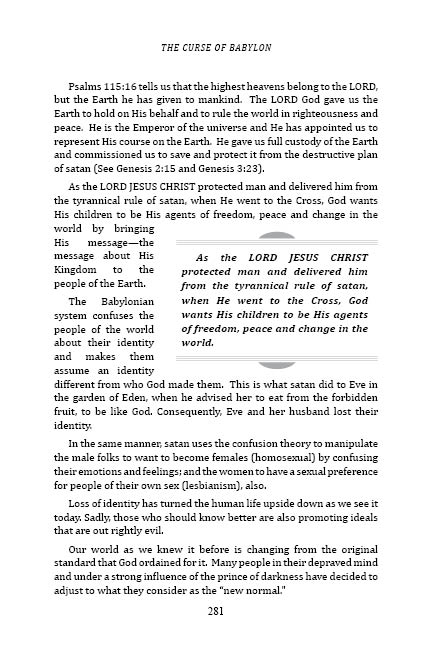 THE CURSE OF BABYLON
Psalms 115:16 tells us that the highest heavens belong to the LORD,
but the Earth he has given to mankind. The LORD God gave us the
Earth to hold on His behalf and to rule the world in righteousness and
peace. He is the Emperor of the universe and He has appointed us to
represent His course on the Earth. He gave us full custody of the Earth
and commissioned us to save and protect it from the destructive plan
of satan (See Genesis 2:15 and Genesis 3:23).
As the LORD JESUS CHRIST protected man and delivered him from
the tyrannical rule of satan, when He went to the Cross, God wants
His children to be His agents of freedom, peace and change in the
world by bringing
His message—the
message about His
Kingdom to the
people of the Earth.
The Babylonian
system confuses the
people of the world
about their identity
and makes them
assume an identity
As the LORD JESUS CHRIST
protected man and delivered him
from the tyrannical rule of satan,
when He went to the Cross, God
wants His children to be His agents
of freedom, peace and change in the
world.
different from who God made them. This is what satan did to Eve in
the garden of Eden, when he advised her to eat from the forbidden
fruit, to be like God. Consequently, Eve and her husband lost their
identity.
In the same manner, satan uses the confusion theory to manipulate
the male folks to want to become females (homosexual) by confusing
their emotions and feelings; and the women to have a sexual preference
for people of their own sex (lesbianism), also.
Loss of identity has turned the human life upside down as we see it
today. Sadly, those who should know better are also promoting ideals
that are out rightly evil.
Our world as we knew it before is changing from the original
standard that God ordained for it. Many people in their depraved mind
and under a strong influence of the prince of darkness have decided to
adjust to what they consider as the “new normal.”
281